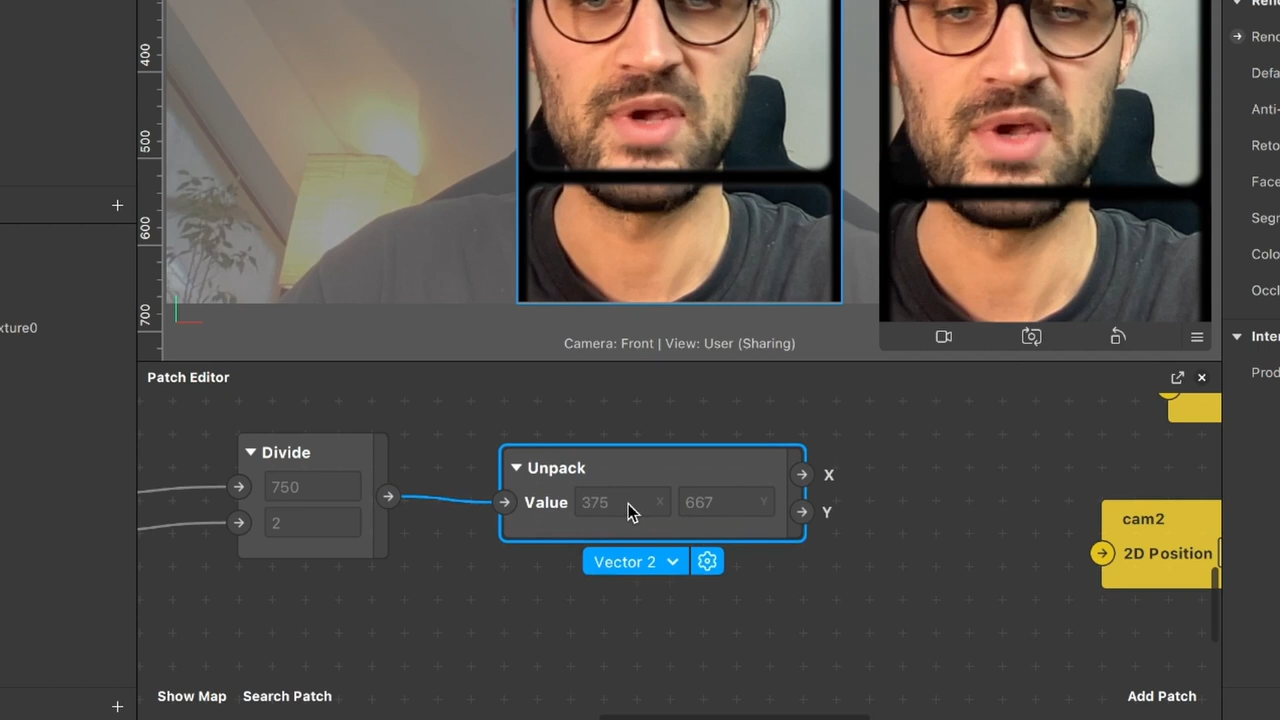 400
500
600
700
xture0
Camera: Front | View: User (Sharing)
Patch Editor
Divide
750
2
Unpack
Value 375 X 667 Y
X
Y
Vector 2
cam2
2D Position
Show Map Search Patch
Add Patch
Rend
Defa
Anti-
Reto
Face
Segr
Colo
Occl
Inter
Prod